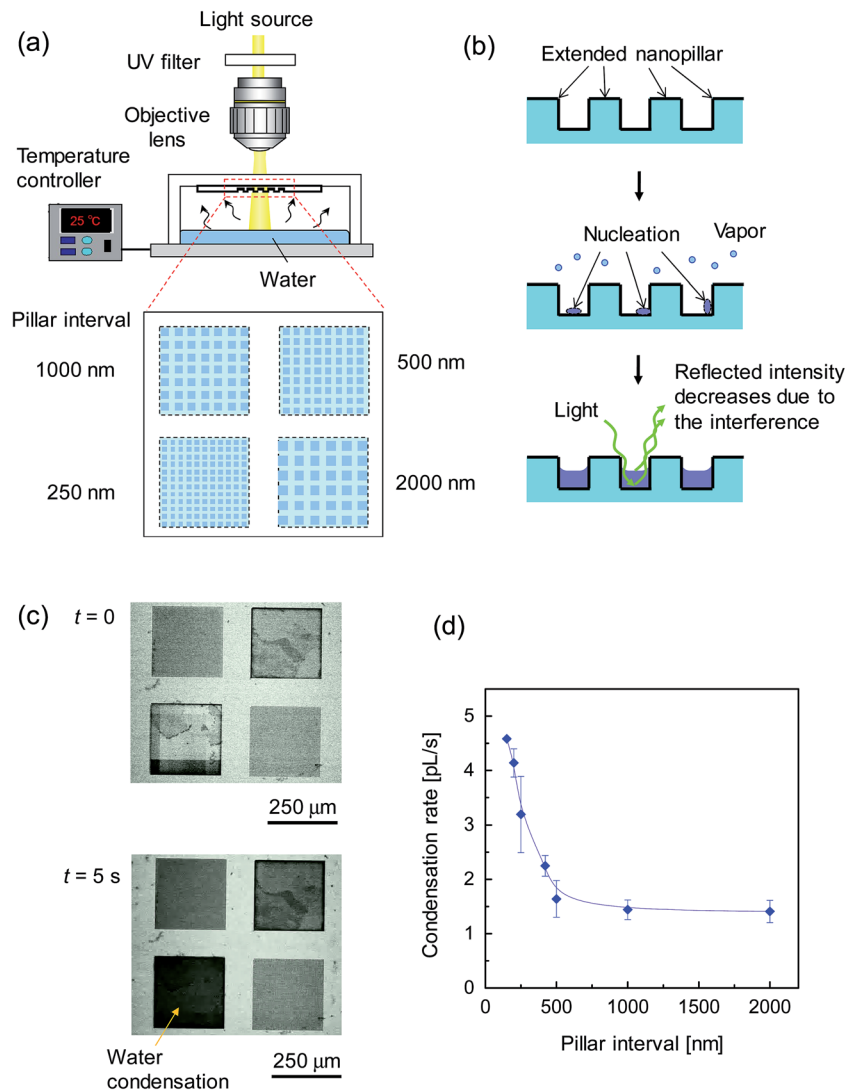 (a)
Light source
UV filter
Objective
lens
Temperature
controller
25 °C
Water
Pillar interval
1000 nm
500 nm
250 nm
2000 nm
(b)
Extended nanopillar
Nucleation
Vapor
Light
Reflected intensity
decreases due to
the interference
(c)
t = 0
250 μm
t = 5 s
Water
condensation
250 μm
(d)
Condensation rate [pL/s]
5
4
3
2
1
0
0 500 1000 1500 2000
Pillar interval [nm]